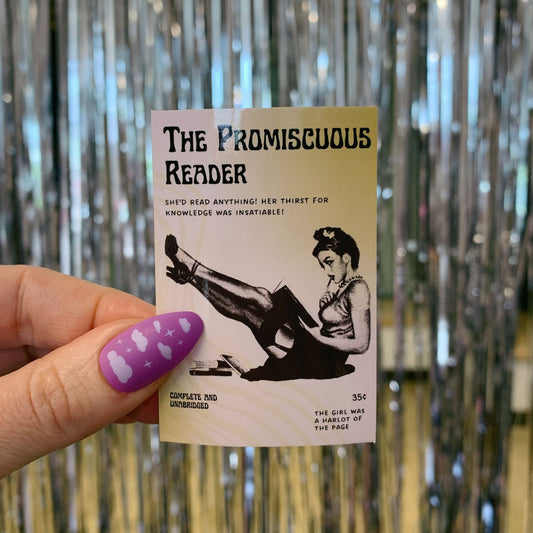 THE PROMISCUOUS
READER
SHE'D READ ANYTHING! HER THIRST FOR
KNOWLEDGE WAS INSATIABLE!
COMPLETE AND
UNABRIDGED
35¢
THE GIRL WAS
A HARLOT OF
THE PAGE